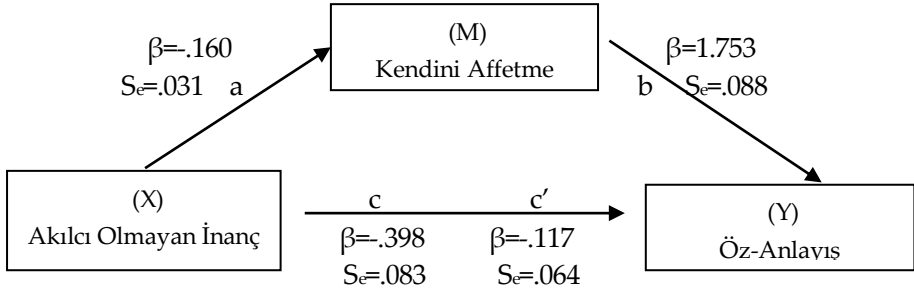 (M)
Kendini Affetme
β=-.160
Se=.031 a
β=1.753
b Se=.088
(X)
Akılcı Olmayan İnanç
c c′
β=-.398 β=-.117
Se=.083 Se=.064
(Y)
Öz-Anlayış